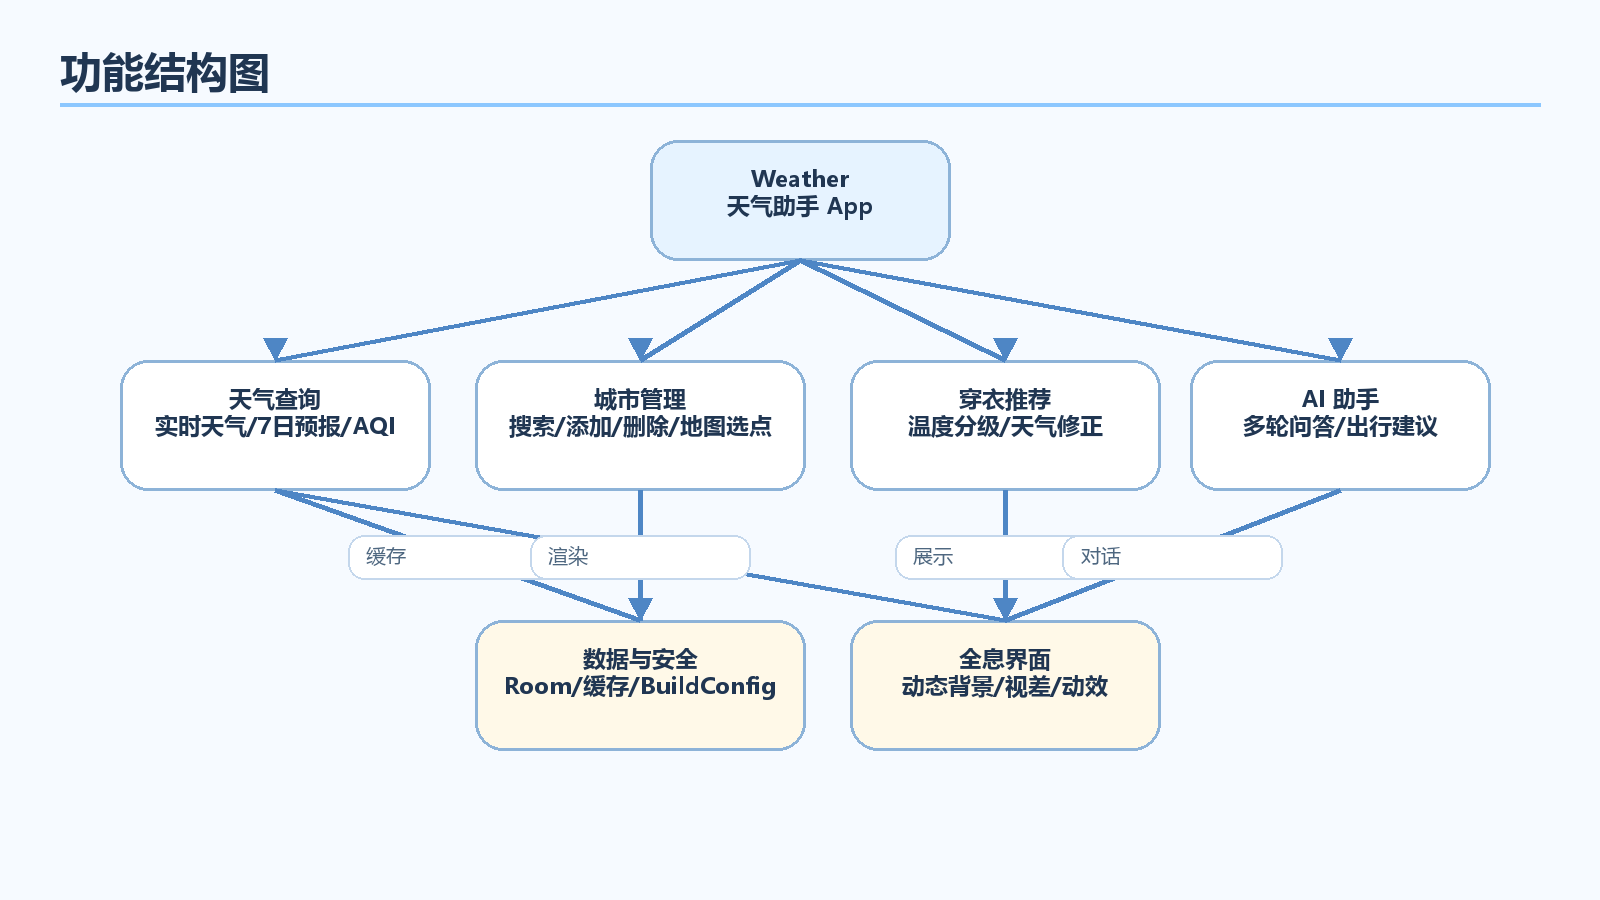 功能结构图
Weather
天气助手 App
天气查询
实时天气/7日预报/AQI
城市管理
搜索/添加/删除/地图选点
穿衣推荐
温度分级/天气修正
AI 助手
多轮问答/出行建议
缓存
渲染
展示
对话
数据与安全
Room/缓存/BuildConfig
全息界面
动态背景/视差/动效